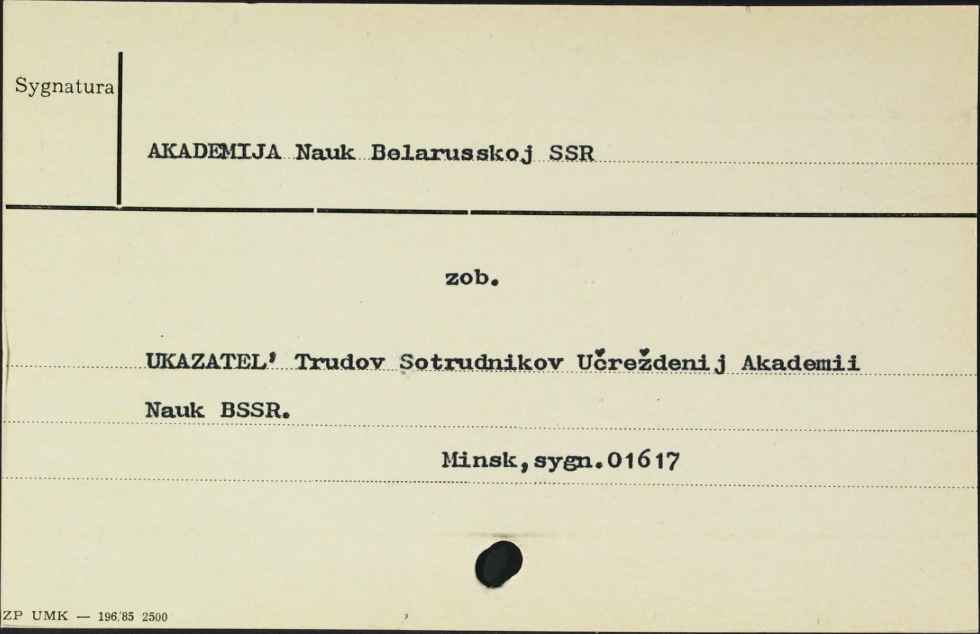 Sygnatura
AKADEMIJA Nauk Belarusskoj SSR
zob.
UKAZATEL' Trudov Sotrudnikov Učreždenij Akademii
Nauk BSSR.
Minsk,sygn.01617
ZP UMK — 196/85 2500